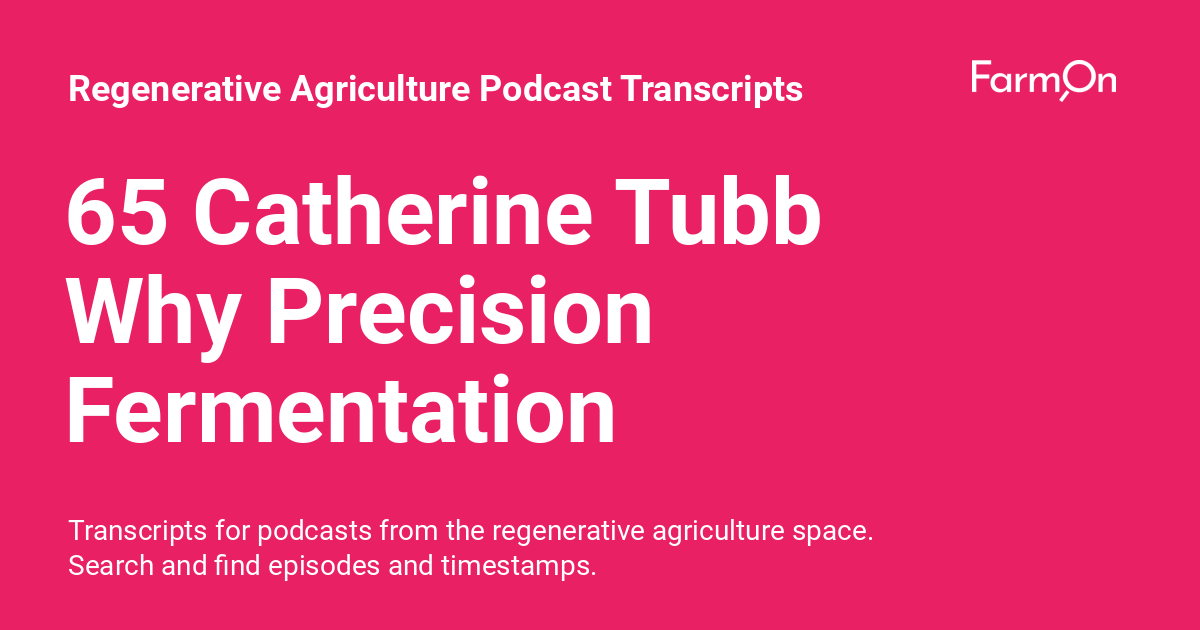 Regenerative Agriculture Podcast Transcripts
FarmOn
65 Catherine Tubb
Why Precision
Fermentation
Transcripts for podcasts from the regenerative agriculture space.
Search and find episodes and timestamps.